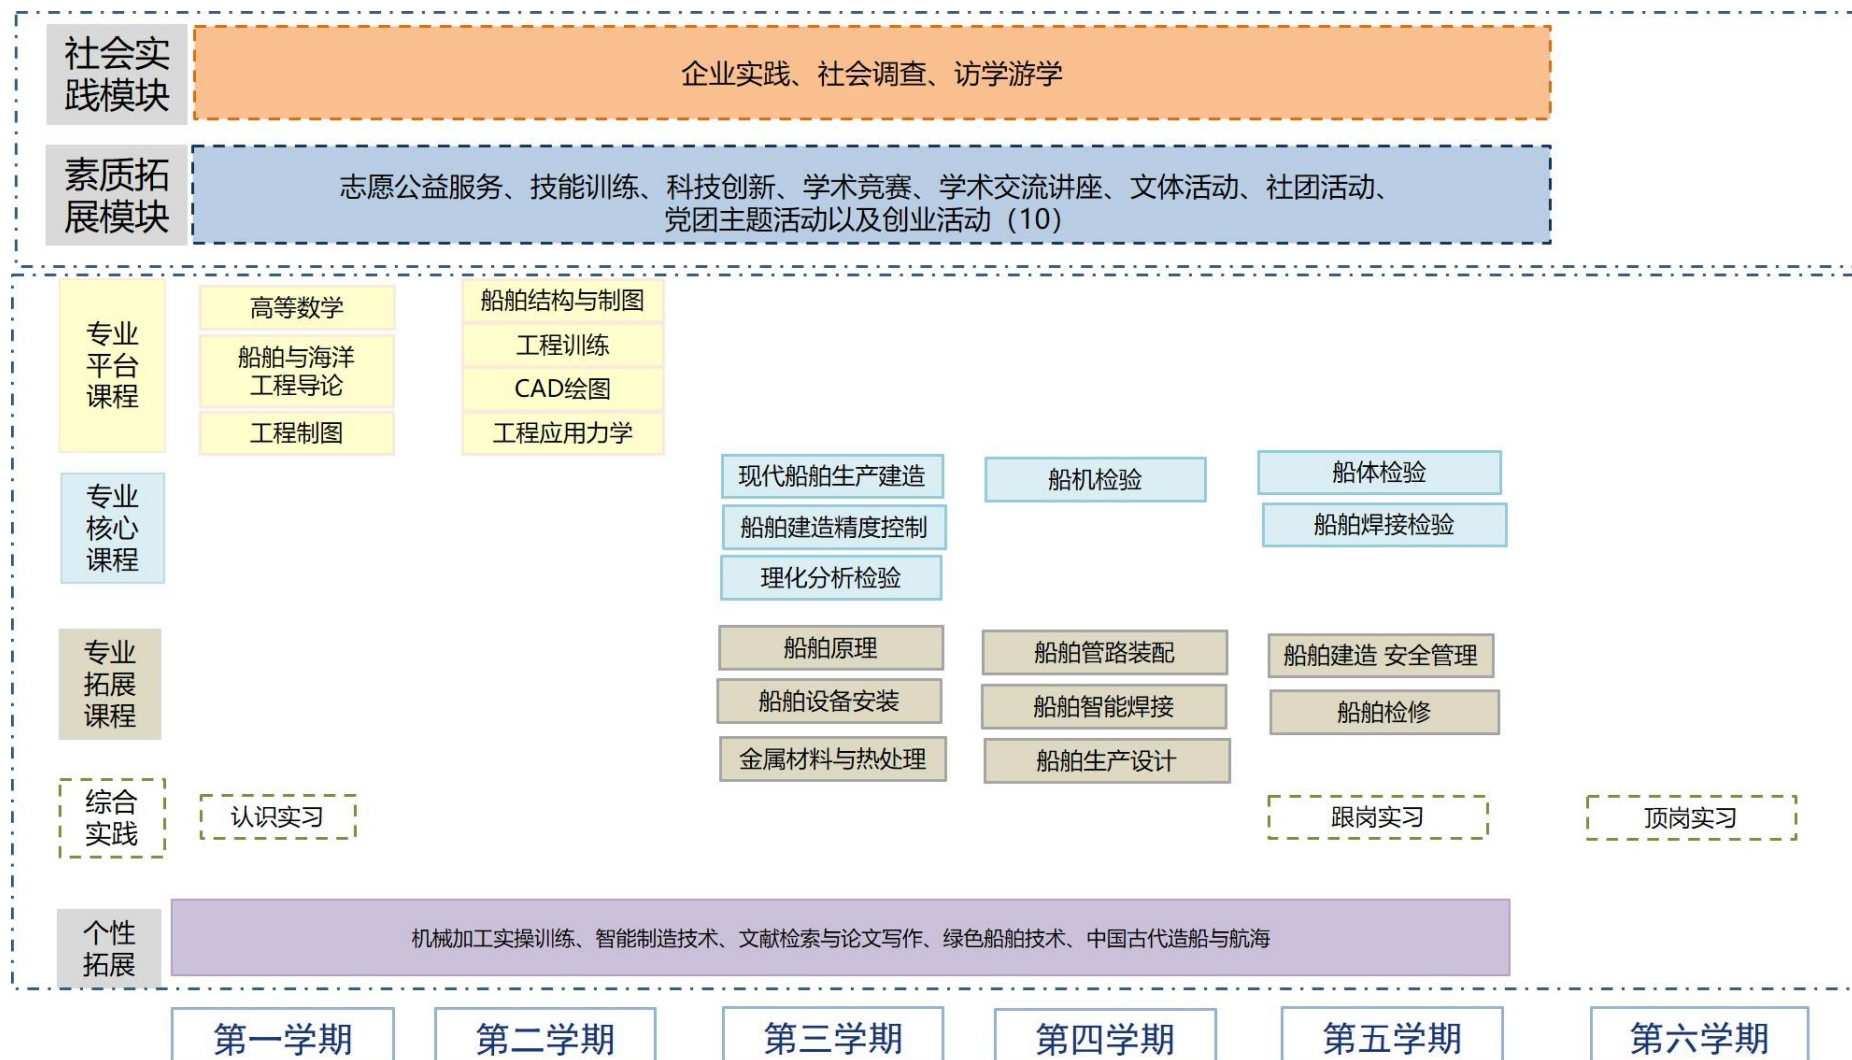 社会实
践模块
企业实践、社会调查、访学游学
素质拓
展模块
志愿公益服务、技能训练、科技创新、学术竞赛、学术交流讲座、文体活动、社团活动、
党团主题活动以及创业活动（10）
专业
平台
课程
高等数学
船舶与海洋
工程导论
工程制图
船舶结构与制图
工程训练
CAD绘图
工程应用力学
专业
核心
课程
现代船舶生产建造
船舶建造精度控制
理化分析检验
船机检验
船体检验
船舶焊接检验
专业
拓展
课程
船舶原理
船舶设备安装
金属材料与热处理
船舶管路装配
船舶智能焊接
船舶生产设计
船舶建造 安全管理
船舶检修
综合
实践
认识实习
跟岗实习
顶岗实习
个性
拓展
机械加工实操训练、智能制造技术、文献检索与论文写作、绿色船舶技术、中国古代造船与航海
第一学期
第二学期
第三学期
第四学期
第五学期
第六学期